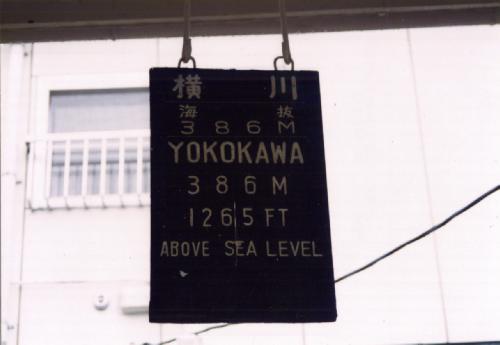 横川
海抜
386M
YOKOKAWA
386M
1265FT
ABOVE SEA LEVEL